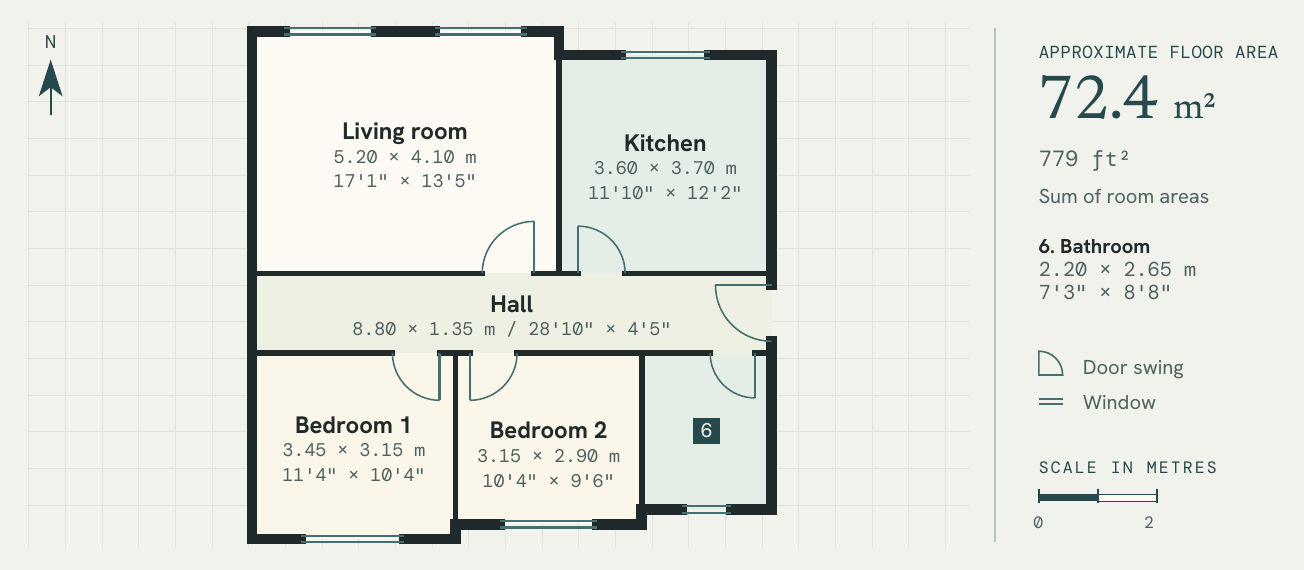 N
Living room
5.20 × 4.10 m
17'1" × 13'5"
Kitchen
3.60 × 3.70 m
11'10" × 12'2"
Hall
8.80 × 1.35 m / 28'10" × 4'5"
Bedroom 1
3.45 × 3.15 m
11'4" × 10'4"
Bedroom 2
3.15 × 2.90 m
10'4" × 9'6"
6
APPROXIMATE FLOOR AREA
72.4 m²
779 ft²
Sum of room areas
6. Bathroom
2.20 × 2.65 m
7'3" × 8'8"
Door swing
Window
SCALE IN METRES
0 2